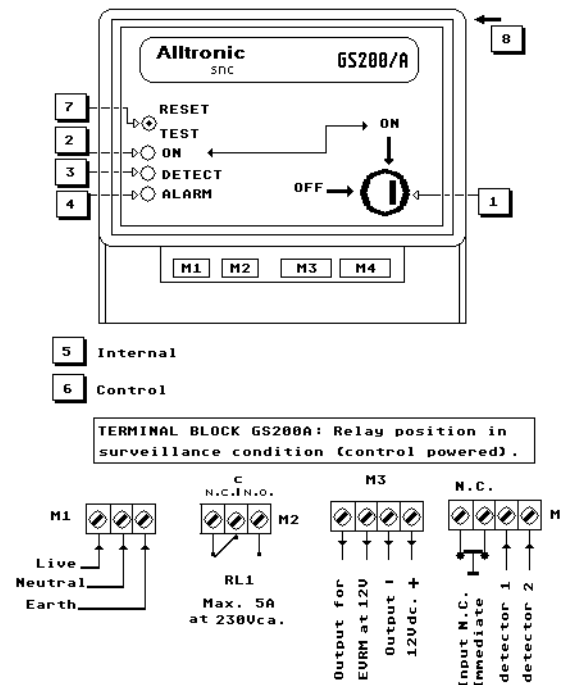 8
Alltronic
snc
GS200/A
7
RESET
TEST
2
ON
ON
3
DETECT
4
ALARM
OFF
1
M1 M2 M3 M4
5 Internal
6 Control
TERMINAL BLOCK GS200A: Relay position in
surveillance condition (control powered).
M1
Live
Neutral
Earth
C
N.C. N.O.
M2
RL1
Max. 5A
at 230Vca.
M3
Output for
EVRM at 12V
Output -
12Vdc. +
N.C.
M
Input N.C.
Immediate
detector 1
detector 2